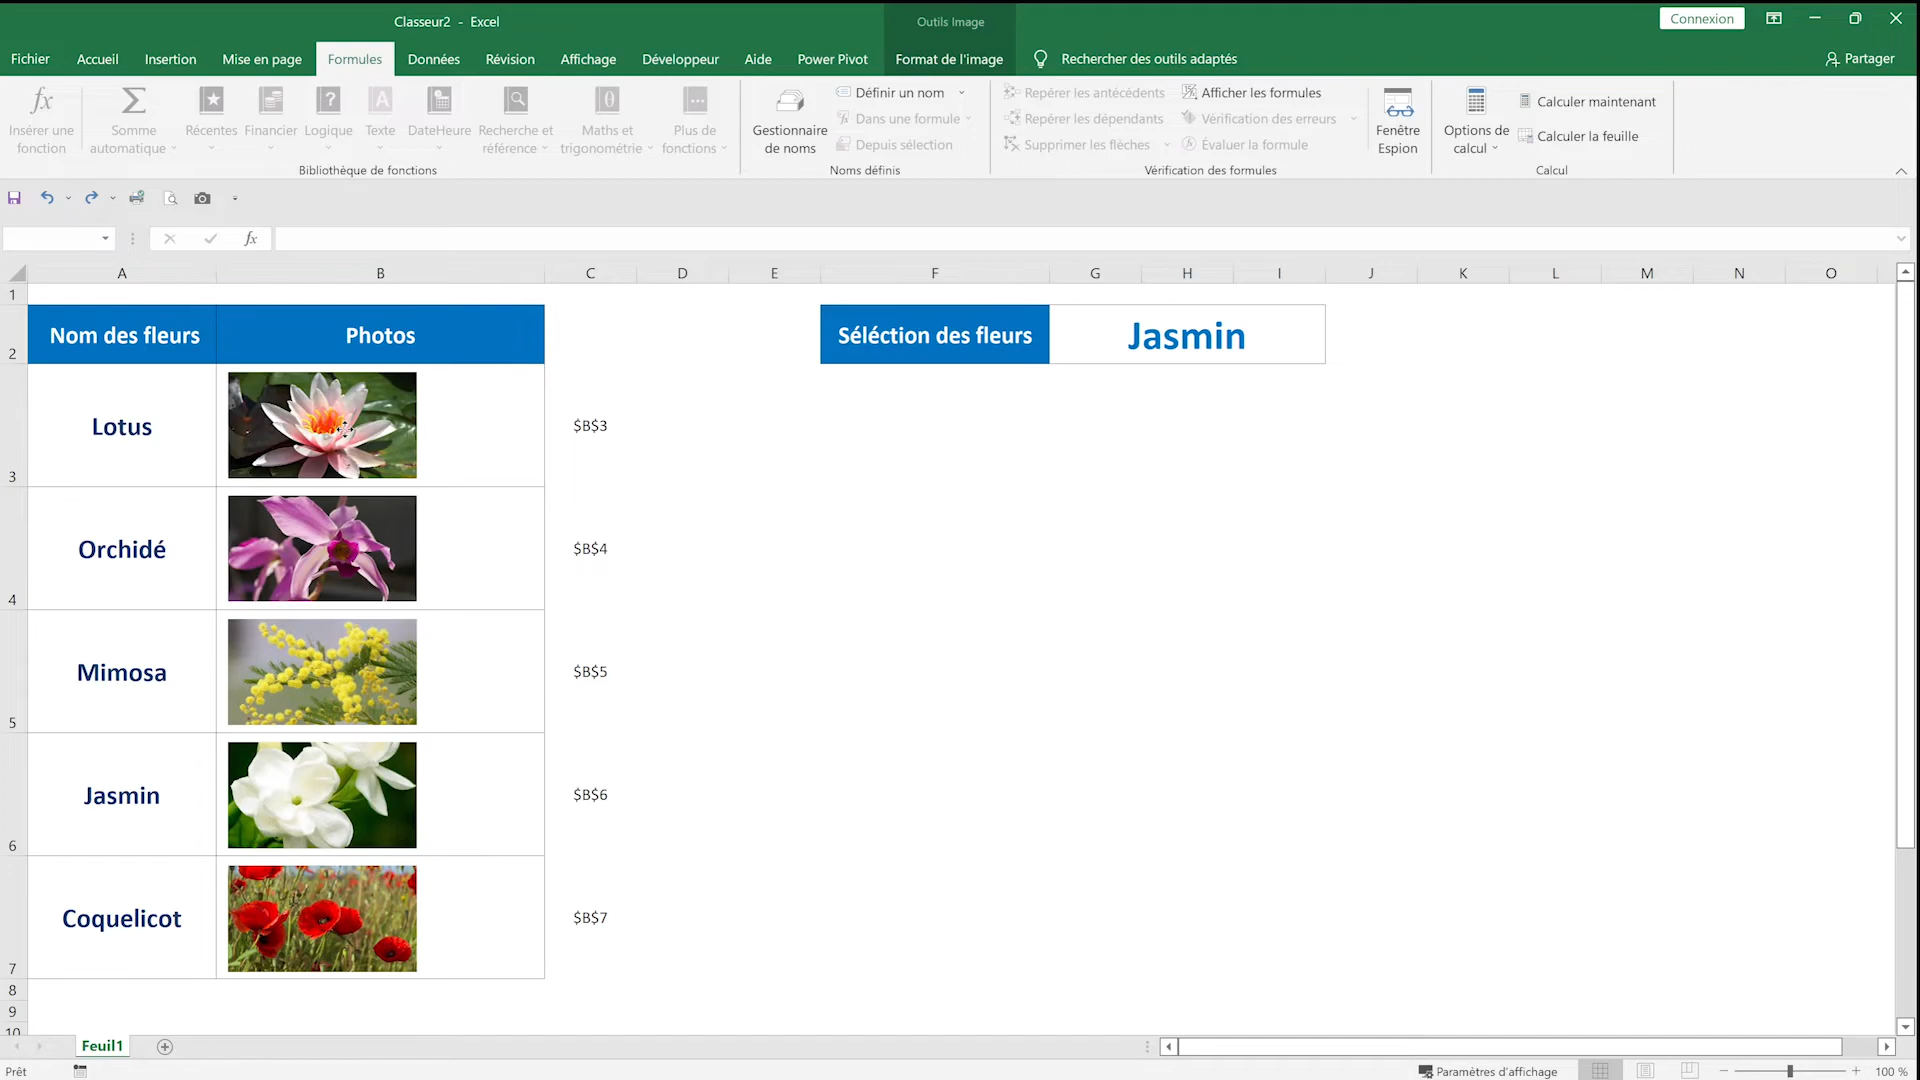 Classeur2 - Excel
Outils Image
Connexion
Fichier Accueil Insertion Mise en page Formules Données Révision Affichage Développeur Aide Power Pivot Format de l'image Rechercher des outils adaptés Partager
Insérer une fonction
Somme automatique
Récentes
Financier
Logique
Texte
DateHeure
Recherche et référence
Maths et trigonométrie
Plus de fonctions
Bibliothèque de fonctions
Gestionnaire de noms
Définir un nom
Dans une formule
Depuis sélection
Noms définis
Repérer les antécédents
Repérer les dépendants
Supprimer les flèches
Afficher les formules
Vérification des erreurs
Évaluer la formule
Vérification des formules
Fenêtre Espion
Options de calcul
Calculer maintenant
Calculer la feuille
Calcul
fx
A B C D E F G H I J K L M N O
1
2 Nom des fleurs Photos Séléction des fleurs Jasmin
3 Lotus $B$3
4 Orchidé $B$4
5 Mimosa $B$5
6 Jasmin $B$6
7 Coquelicot $B$7
8
9
10
Feuil1
Prêt
Paramètres d'affichage
100 %